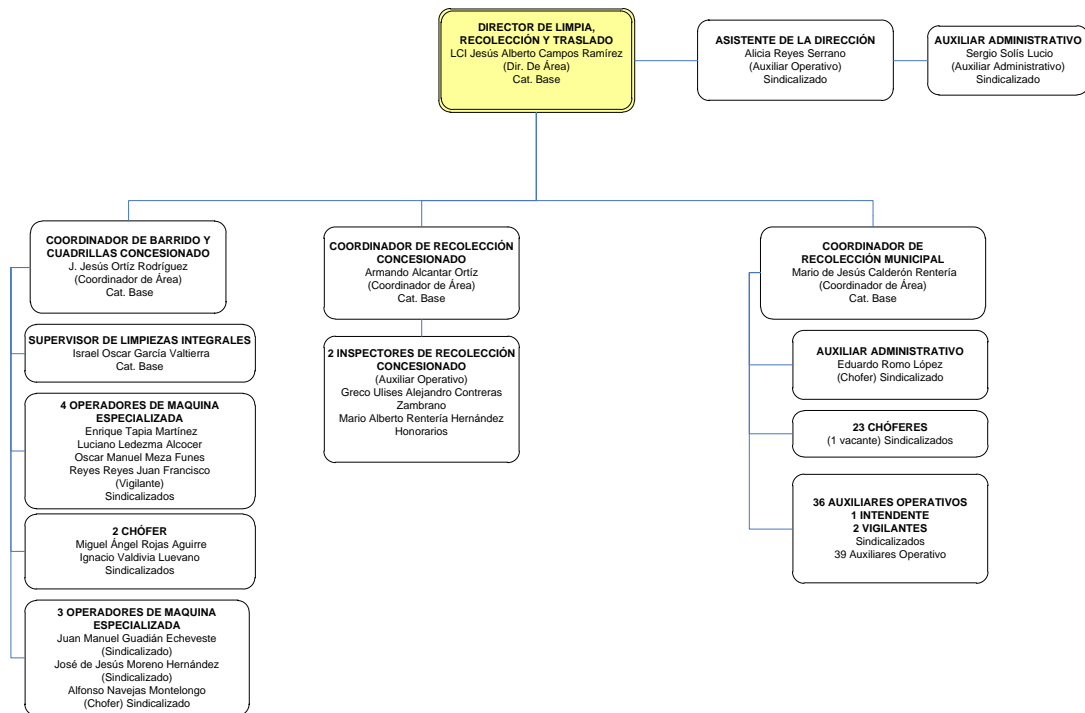 DIRECTOR DE LIMPIA,
RECOLECCIÓN Y TRASLADO
LCI Jesús Alberto Campos Ramírez
(Dir. De Área)
Cat. Base
ASISTENTE DE LA DIRECCIÓN
Alicia Reyes Serrano
(Auxiliar Operativo)
Sindicalizado
AUXILIAR ADMINISTRATIVO
Sergio Solís Lucio
(Auxiliar Administrativo)
Sindicalizado
COORDINADOR DE BARRIDO Y
CUADRILLAS CONCESIONADO
J. Jesús Ortíz Rodríguez
(Coordinador de Área)
Cat. Base
SUPERVISOR DE LIMPIEZAS INTEGRALES
Israel Oscar García Valtierra
Cat. Base
4 OPERADORES DE MAQUINA
ESPECIALIZADA
Enrique Tapia Martínez
Luciano Ledezma Alcocer
Oscar Manuel Meza Funes
Reyes Reyes Juan Francisco
(Vigilante)
Sindicalizados
2 CHÓFER
Miguel Ángel Rojas Aguirre
Ignacio Valdivia Luevano
Sindicalizados
3 OPERADORES DE MAQUINA
ESPECIALIZADA
Juan Manuel Guadián Echeveste
(Sindicalizado)
José de Jesús Moreno Hernández
(Sindicalizado)
Alfonso Navejas Montelongo
(Chofer) Sindicalizado
COORDINADOR DE RECOLECCIÓN
CONCESIONADO
Armando Alcantar Ortíz
(Coordinador de Área)
Cat. Base
2 INSPECTORES DE RECOLECCIÓN
CONCESIONADO
(Auxiliar Operativo)
Greco Ulises Alejandro Contreras
Zambrano
Mario Alberto Rentería Hernández
Honorarios
COORDINADOR DE
RECOLECCIÓN MUNICIPAL
Mario de Jesús Calderón Rentería
(Coordinador de Área)
Cat. Base
AUXILIAR ADMINISTRATIVO
Eduardo Romo López
(Chofer) Sindicalizado
23 CHÓFERES
(1 vacante) Sindicalizados
36 AUXILIARES OPERATIVOS
1 INTENDENTE
2 VIGILANTES
Sindicalizados
39 Auxiliares Operativo